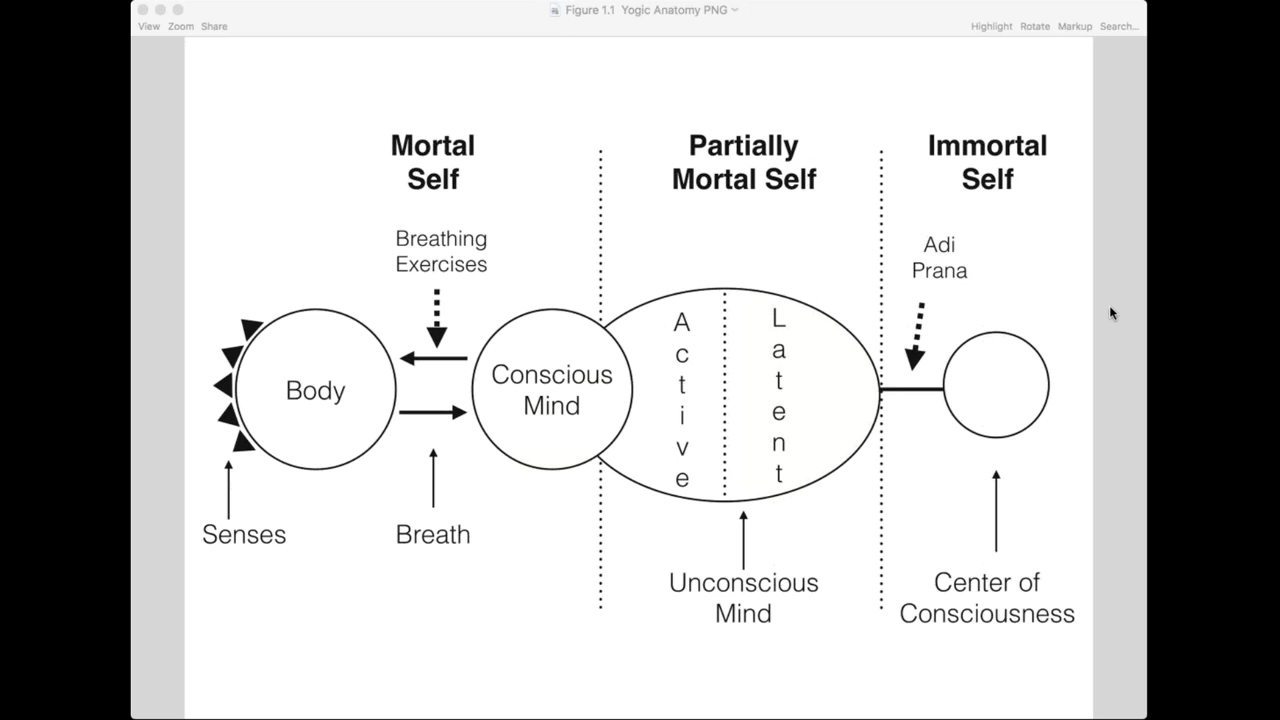 Figure 1.1 Yogic Anatomy PNG
View Zoom Share
Highlight Rotate Markup Search...
Mortal
Self
Partially
Mortal Self
Immortal
Self
Breathing
Exercises
Adi
Prana
Body
Conscious
Mind
Active
Latent
Senses
Breath
Unconscious
Mind
Center of
Consciousness